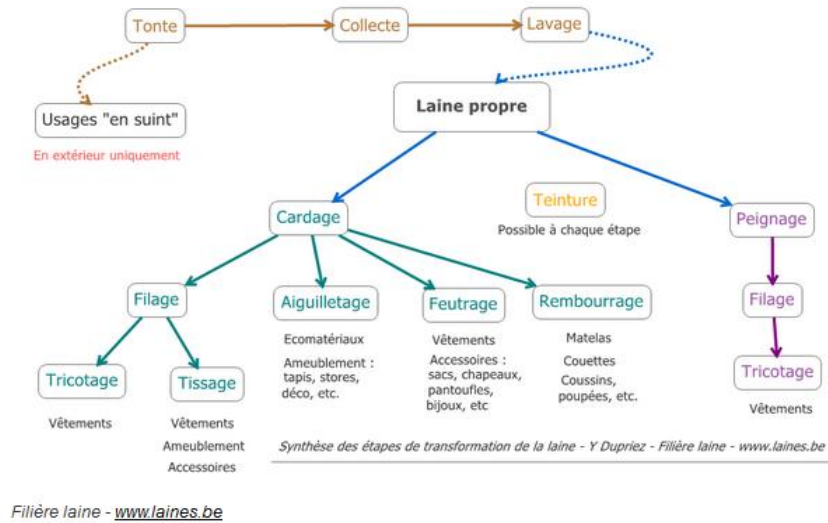 Tonte
Collecte
Lavage
Usages "en suint"
En extérieur uniquement
Laine propre
Teinture
Possible à chaque étape
Cardage
Peignage
Filage
Aiguilletage
Feutrage
Rembourrage
Filage
Ecomatériaux
Ameublement :
tapis, stores,
déco, etc.
Vêtements
Accessoires :
sacs, chapeaux,
pantoufles,
bijoux, etc
Matelas
Couettes
Coussins,
poupées, etc.
Tricotage
Tissage
Tricotage
Vêtements
Vêtements
Ameublement
Accessoires
Vêtements
Synthèse des étapes de transformation de la laine - Y Dupriez - Filière laine - www.laines.be
Filière laine - www.laines.be